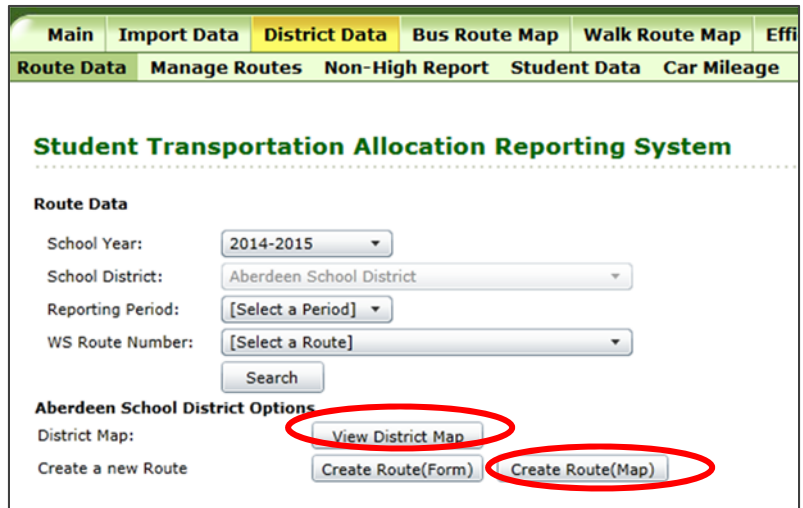 Main Import Data District Data Bus Route Map Walk Route Map Effi
Route Data Manage Routes Non-High Report Student Data Car Mileage
Student Transportation Allocation Reporting System
Route Data
School Year: 2014-2015
School District: Aberdeen School District
Reporting Period: [Select a Period]
WS Route Number: [Select a Route]
Search
Aberdeen School District Options
District Map: View District Map
Create a new Route Create Route(Form) Create Route(Map)